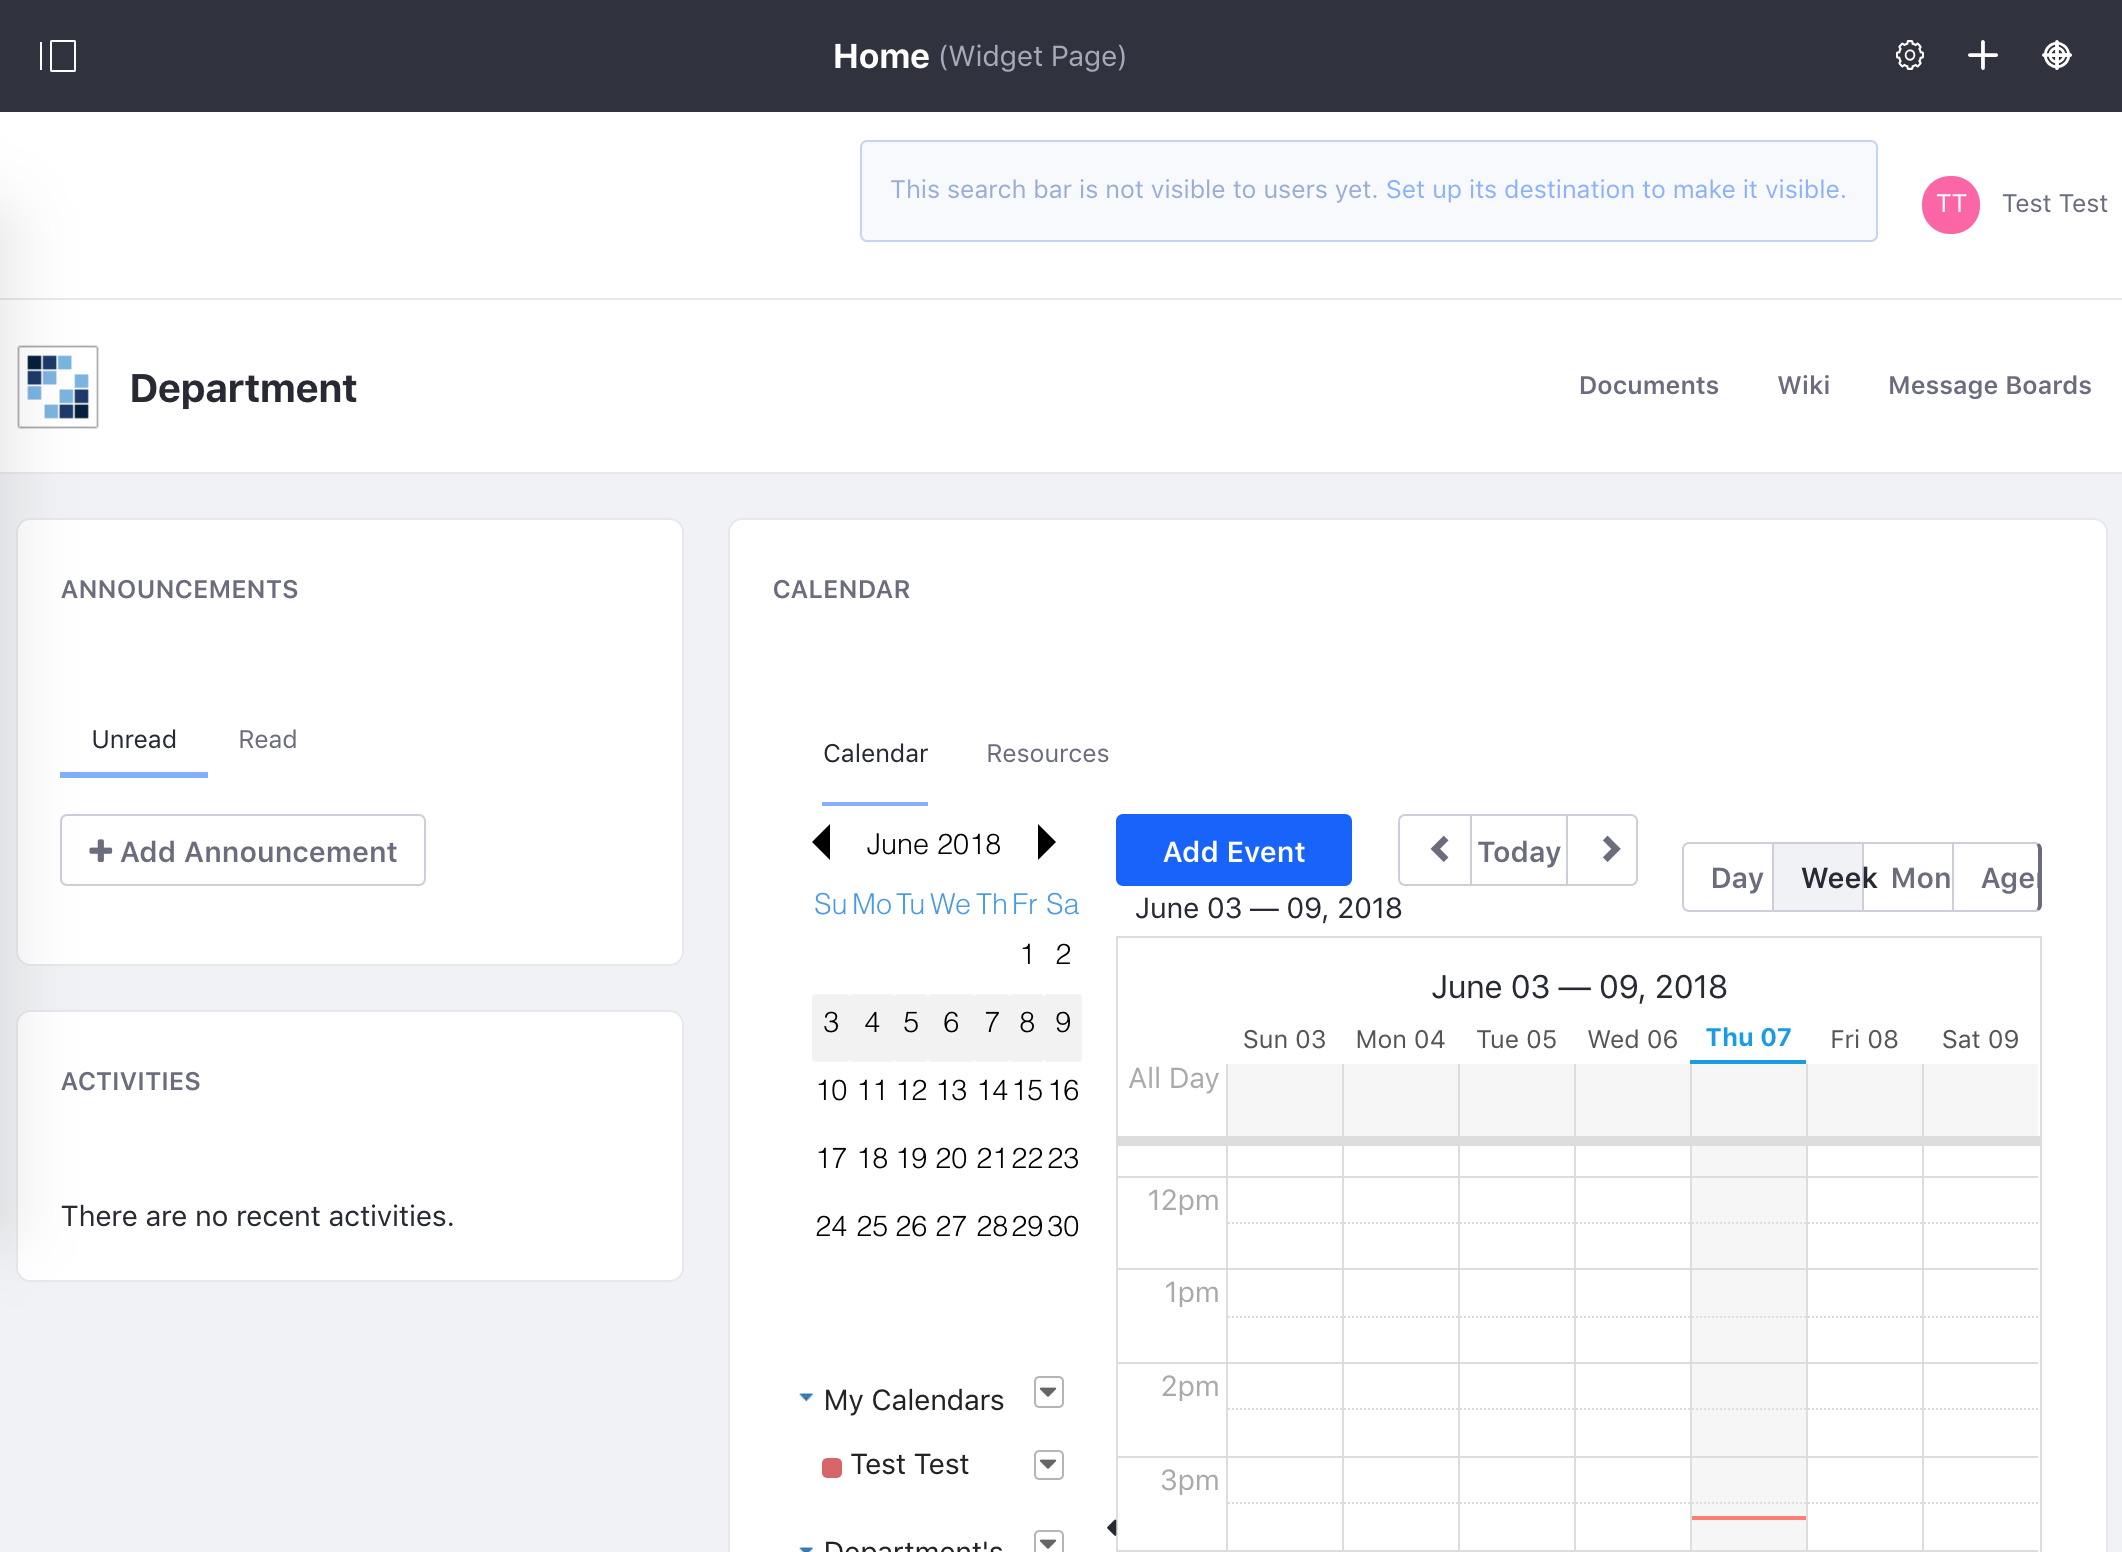 Home (Widget Page)
This search bar is not visible to users yet. Set up its destination to make it visible.
TT Test Test
Department
Documents Wiki Message Boards
ANNOUNCEMENTS
Unread Read
Add Announcement
ACTIVITIES
There are no recent activities.
CALENDAR
Calendar Resources
June 2018
Su Mo Tu We Th Fr Sa
1 2
3 4 5 6 7 8 9
10 11 12 13 14 15 16
17 18 19 20 21 22 23
24 25 26 27 28 29 30
My Calendars
Test Test
Department's
Add Event Today
Day Week Mon Age
June 03 — 09, 2018
June 03 — 09, 2018
Sun 03 Mon 04 Tue 05 Wed 06 Thu 07 Fri 08 Sat 09
All Day
12pm
1pm
2pm
3pm